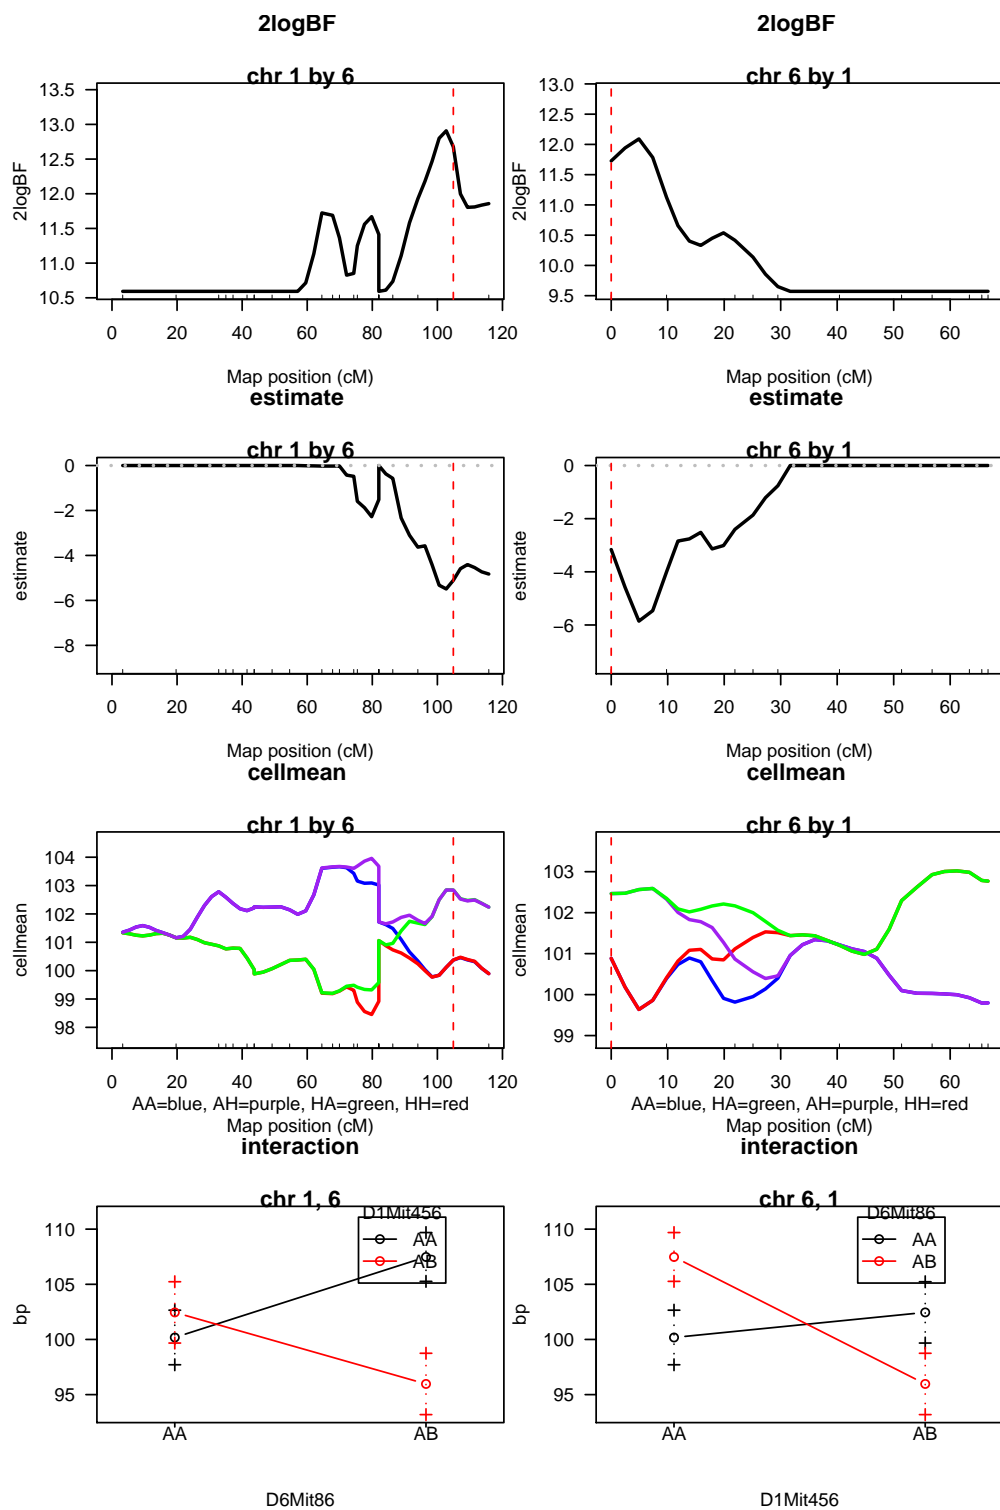 2logBF
chr 1 by 6
2logBF
13.5
13.0
12.5
12.0
11.5
11.0
10.5
0 20 40 60 80 100 120
Map position (cM)
2logBF
chr 6 by 1
2logBF
13.0
12.5
12.0
11.5
11.0
10.5
10.0
9.5
0 10 20 30 40 50 60
Map position (cM)
estimate
chr 1 by 6
estimate
0
−2
−4
−6
−8
0 20 40 60 80 100 120
Map position (cM)
estimate
chr 6 by 1
estimate
0
−2
−4
−6
0 10 20 30 40 50 60
Map position (cM)
cellmean
chr 1 by 6
cellmean
104
103
102
101
100
99
98
0 20 40 60 80 100 120
AA=blue, AH=purple, HA=green, HH=red
Map position (cM)
cellmean
chr 6 by 1
cellmean
103
102
101
100
99
0 10 20 30 40 50 60
AA=blue, HA=green, AH=purple, HH=red
Map position (cM)
interaction
chr 1, 6
bp
110
105
100
95
D1Mit456
AA
AB
AA AB
D6Mit86
interaction
chr 6, 1
bp
110
105
100
95
D6Mit86
AA
AB
AA AB
D1Mit456